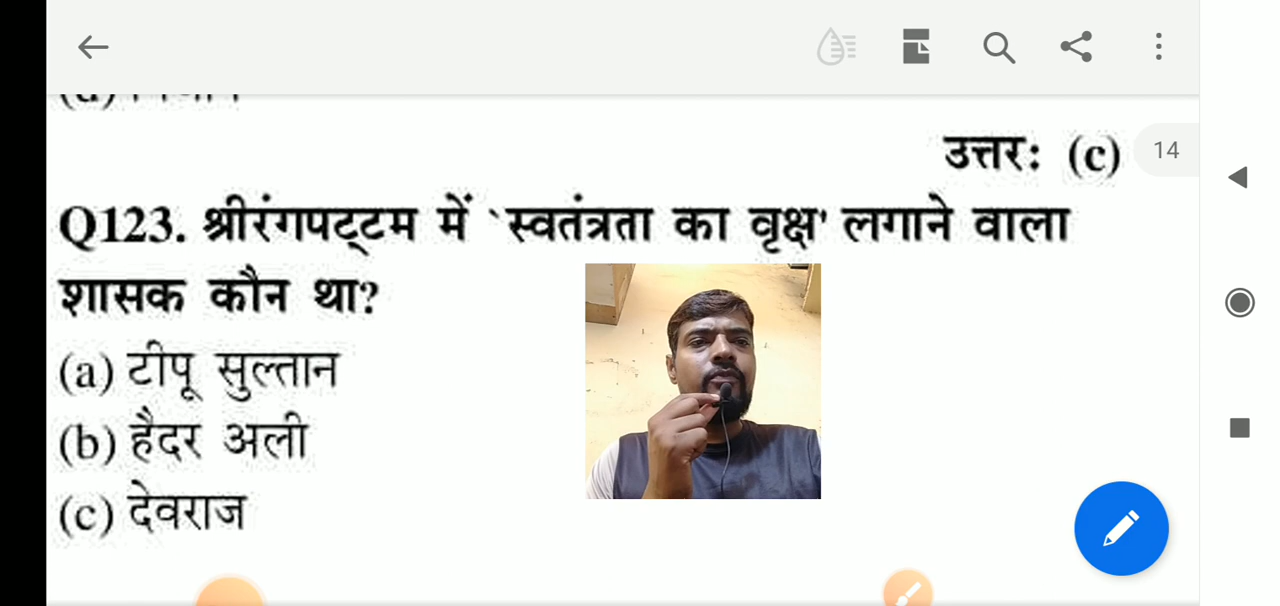 उत्तरः (c)
14
Q123. श्रीरंगपट्टम में `स्वतंत्रता का वृक्ष' लगाने वाला
शासक कौन था?
(a) टीपू सुल्तान
(b) हैदर अली
(c) देवराज